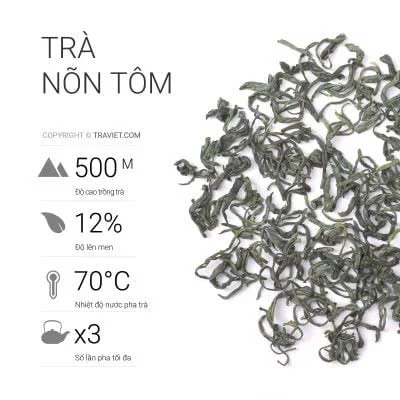 TRÀ
NÕN TÔM
COPYRIGHT © TRAVIET.COM
500 M
Độ cao trồng trà
12%
Độ lên men
70°C
Nhiệt độ nước pha trà
x3
Số lần pha tối đa